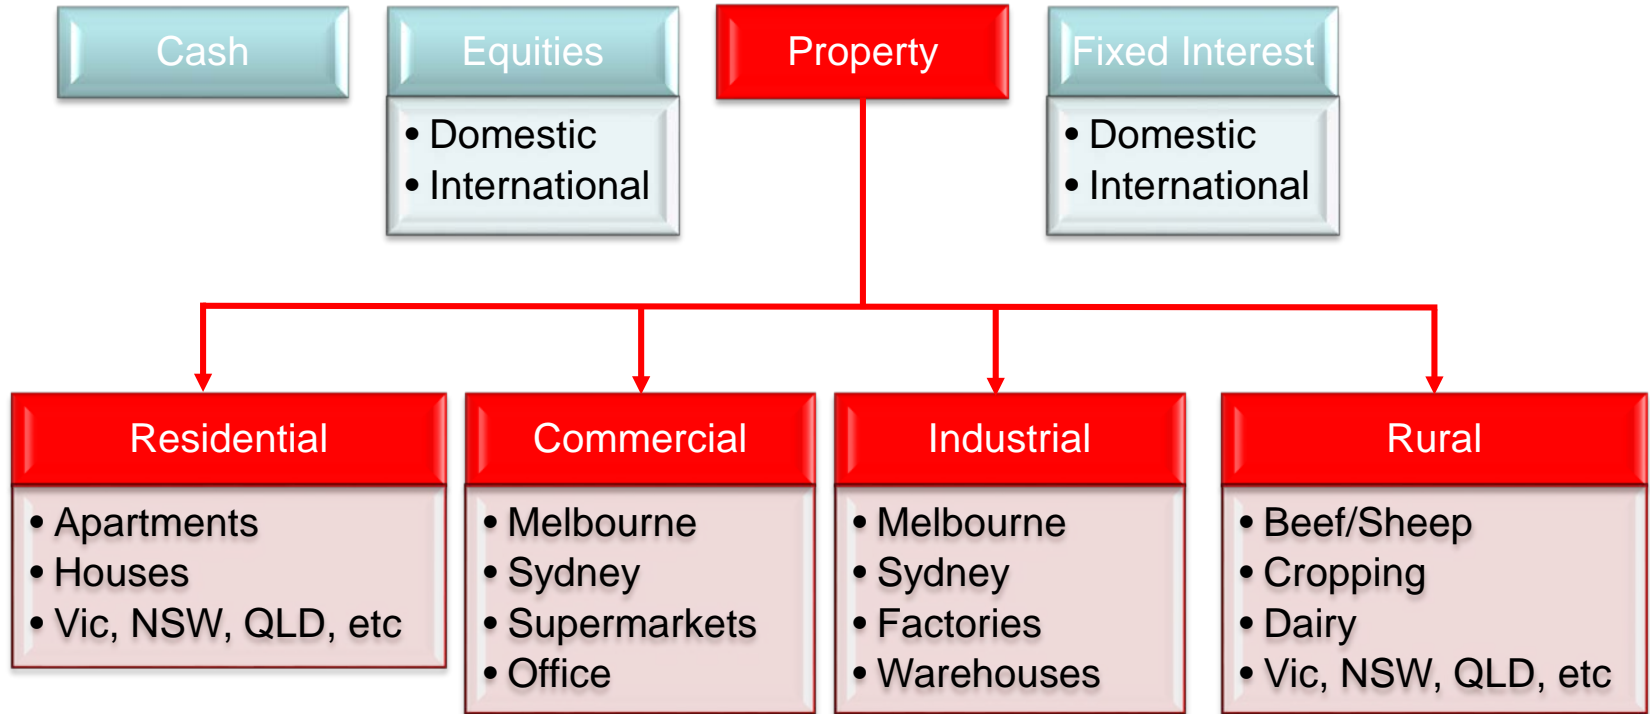 Cash
Equities
• Domestic
• International
Property
Fixed Interest
• Domestic
• International
Residential
• Apartments
• Houses
• Vic, NSW, QLD, etc
Commercial
• Melbourne
• Sydney
• Supermarkets
• Office
Industrial
• Melbourne
• Sydney
• Factories
• Warehouses
Rural
• Beef/Sheep
• Cropping
• Dairy
• Vic, NSW, QLD, etc